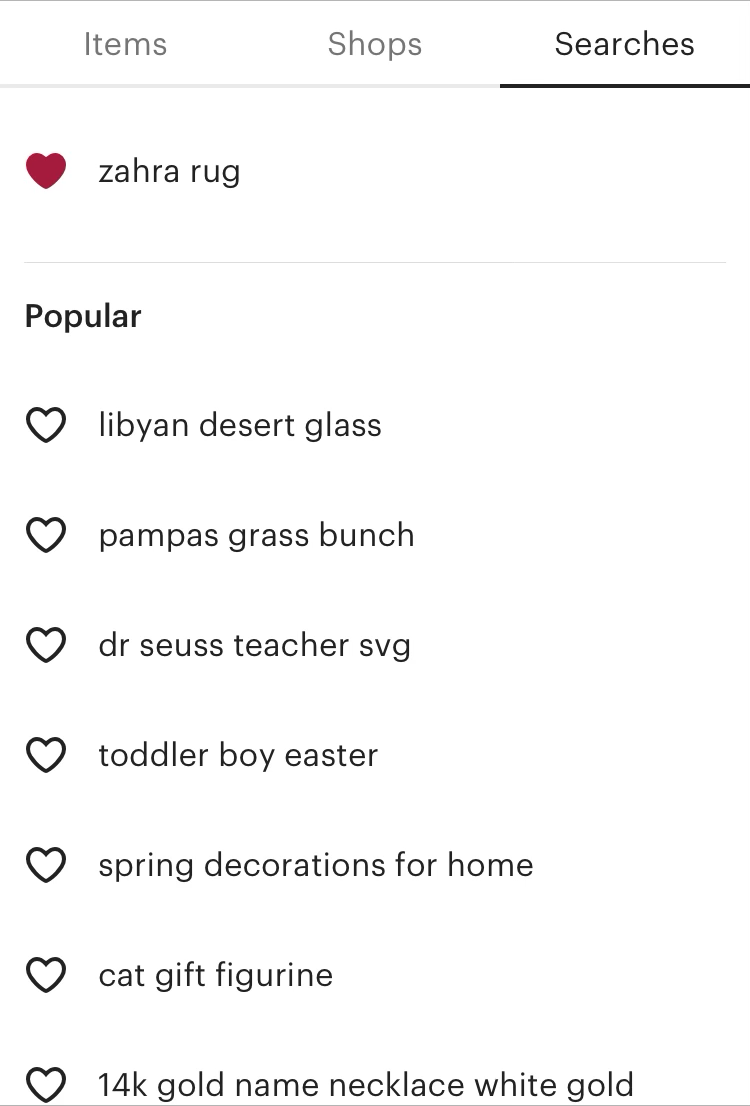 Items
Shops
Searches
zahra rug
Popular
libyan desert glass
pampas grass bunch
dr seuss teacher svg
toddler boy easter
spring decorations for home
cat gift figurine
14k gold name necklace white gold